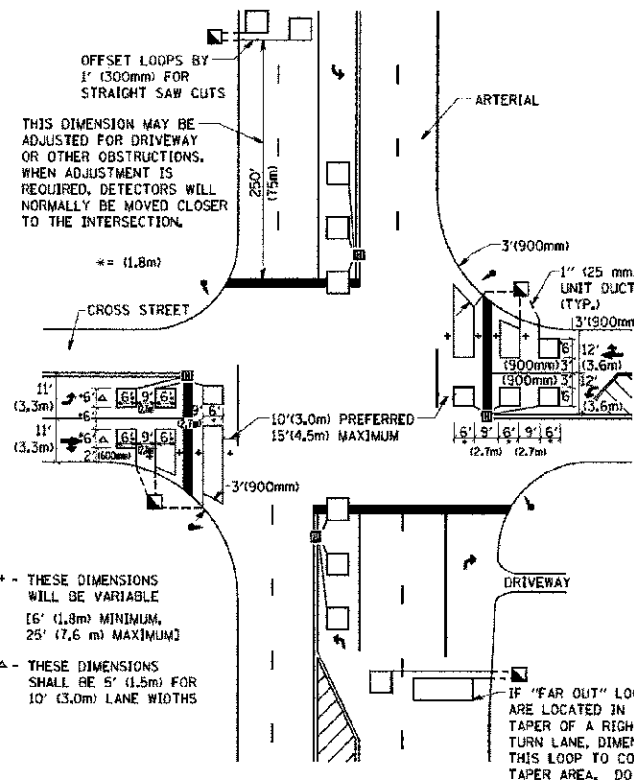 OFFSET LOOPS BY
1' (300mm) FOR
STRAIGHT SAW CUTS
ARTERIAL
THIS DIMENSION MAY BE
ADJUSTED FOR DRIVEWAY
OR OTHER OBSTRUCTIONS.
WHEN ADJUSTMENT IS
REQUIRED, DETECTORS WILL
NORMALLY BE MOVED CLOSER
TO THE INTERSECTION.
250'
(75m)
*= (1.8m)
3'(900mm)
1" (25 mm
UNIT DUCT
(TYP.)
CROSS STREET
3'(900mm
6'
12'
(3.6m)
(900mm) 3'
(900mm) 3'
6'
12'
(3.6m)
11'
(3.3m)
*6'
6'
9'
6'
*6'
9'
6'
(2.7m)
11'
(3.3m)
*6'
6'
9'
6'
2'
(600mm)
10'(3.0m) PREFERRED
15'(4.5m) MAXIMUM
6' 9' 6' 9' 6'
(2.7m) (2.7m)
3'(900mm)
+ - THESE DIMENSIONS
WILL BE VARIABLE
[6' (1.8m) MINIMUM,
25' (7.6 m) MAXIMUM]
DRIVEWAY
△ - THESE DIMENSIONS
SHALL BE 5' (1.5m) FOR
10' (3.0m) LANE WIDTHS
IF "FAR OUT" LOO
ARE LOCATED IN
TAPER OF A RIGH
TURN LANE, DIMEN
THIS LOOP TO CO
TAPER AREA. DO